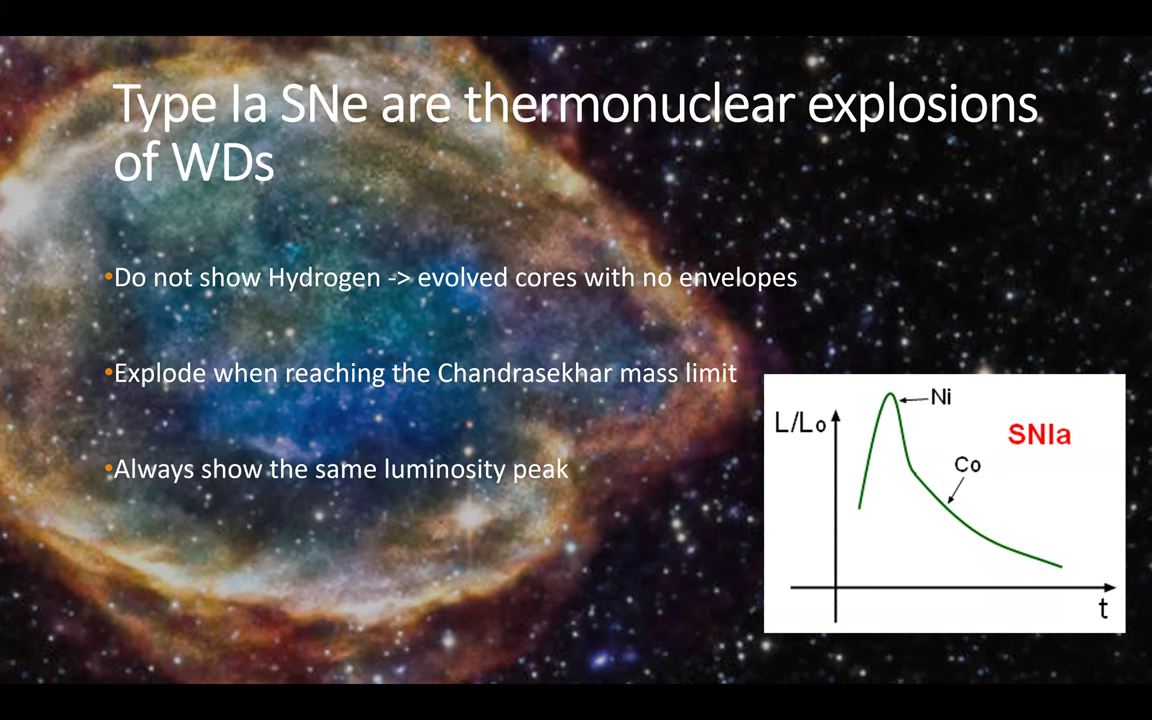 Type Ia SNe are thermonuclear explosions
of WDs
•Do not show Hydrogen -> evolved cores with no envelopes
•Explode when reaching the Chandrasekhar mass limit
•Always show the same luminosity peak
Ni
L/Lo
SNIa
Co
t